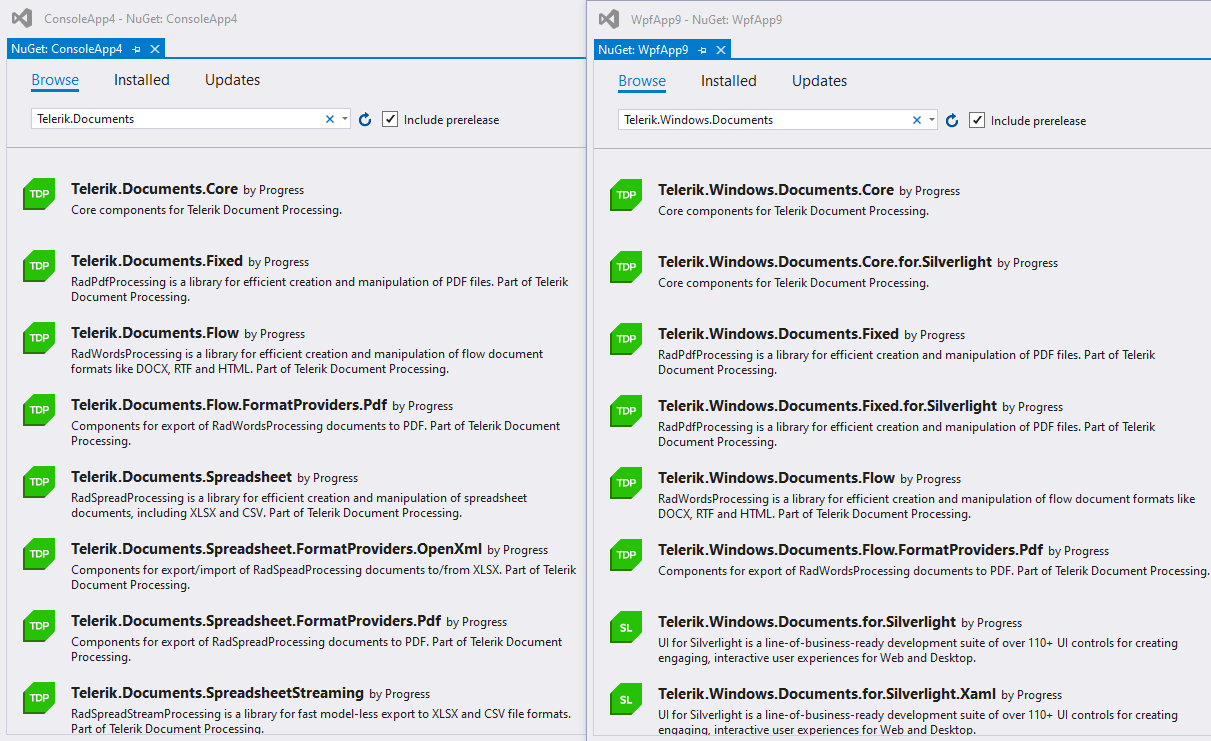 ConsoleApp4 - NuGet: ConsoleApp4
NuGet: ConsoleApp4
Browse Installed Updates
Telerik.Documents Include prerelease
TDP Telerik.Documents.Core by Progress
Core components for Telerik Document Processing.
TDP Telerik.Documents.Fixed by Progress
RadPdfProcessing is a library for efficient creation and manipulation of PDF files. Part of Telerik
Document Processing.
TDP Telerik.Documents.Flow by Progress
RadWordsProcessing is a library for efficient creation and manipulation of flow document
formats like DOCX, RTF and HTML. Part of Telerik Document Processing.
TDP Telerik.Documents.Flow.FormatProviders.Pdf by Progress
Components for export of RadWordsProcessing documents to PDF. Part of Telerik Document
Processing.
TDP Telerik.Documents.Spreadsheet by Progress
RadSpreadProcessing is a library for efficient creation and manipulation of spreadsheet
documents, including XLSX and CSV. Part of Telerik Document Processing.
TDP Telerik.Documents.Spreadsheet.FormatProviders.OpenXml by Progress
Components for export/import of RadSpeadProcessing documents to/from XLSX. Part of Telerik
Document Processing.
TDP Telerik.Documents.Spreadsheet.FormatProviders.Pdf by Progress
Components for export of RadSpreadProcessing documents to PDF. Part of Telerik Document
Processing.
TDP Telerik.Documents.SpreadsheetStreaming by Progress
RadSpreadStreamProcessing is a library for fast model-less export to XLSX and CSV file formats.
Part of Telerik Document Processing.
WpfApp9 - NuGet: WpfApp9
NuGet: WpfApp9
Browse Installed Updates
Telerik.Windows.Documents Include prerelease
TDP Telerik.Windows.Documents.Core by Progress
Core components for Telerik Document Processing.
TDP Telerik.Windows.Documents.Core.for.Silverlight by Progress
Core components for Telerik Document Processing.
TDP Telerik.Windows.Documents.Fixed by Progress
RadPdfProcessing is a library for efficient creation and manipulation of PDF files. Part of Telerik
Document Processing.
TDP Telerik.Windows.Documents.Fixed.for.Silverlight by Progress
RadPdfProcessing is a library for efficient creation and manipulation of PDF files. Part of Telerik
Document Processing.
TDP Telerik.Windows.Documents.Flow by Progress
RadWordsProcessing is a library for efficient creation and manipulation of flow document formats like
DOCX, RTF and HTML. Part of Telerik Document Processing.
TDP Telerik.Windows.Documents.Flow.FormatProviders.Pdf by Progress
Components for export of RadWordsProcessing documents to PDF. Part of Telerik Document Processing.
SL Telerik.Windows.Documents.for.Silverlight by Progress
UI for Silverlight is a line-of-business-ready development suite of over 110+ UI controls for creating
engaging, interactive user experiences for Web and Desktop.
SL Telerik.Windows.Documents.for.Silverlight.Xaml by Progress
UI for Silverlight is a line-of-business-ready development suite of over 110+ UI controls for creating
engaging, interactive user experiences for Web and Desktop.